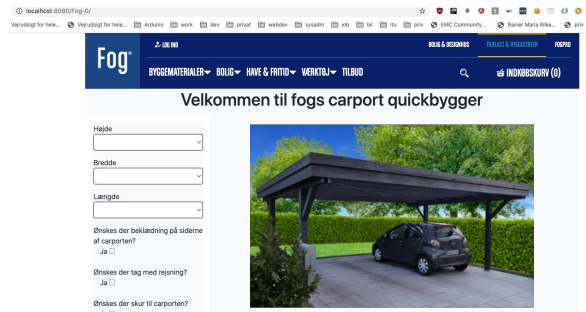 localhost:8080/Fog-0/
Vejrudsigt for hele... Vejrudsigt for hele... Arduino work dev privat webdev sysadm job bil itu priv EMC Community... Rainer Maria Rilke... priv
LOG IND BOLIG & DESIGNHUS TRÆLAST & BYGGECENTER FOGPRO
Fog
BYGGEMATERIALER BOLIG HAVE & FRITID VÆRKTØJ TILBUD INDKØBSKURV (0)
Velkommen til fogs carport quickbygger
Højde
Bredde
Længde
Ønskes der beklædning på siderne
af carporten?
Ja
Ønskes der tag med rejsning?
Ja
Ønskes der skur til carporten?